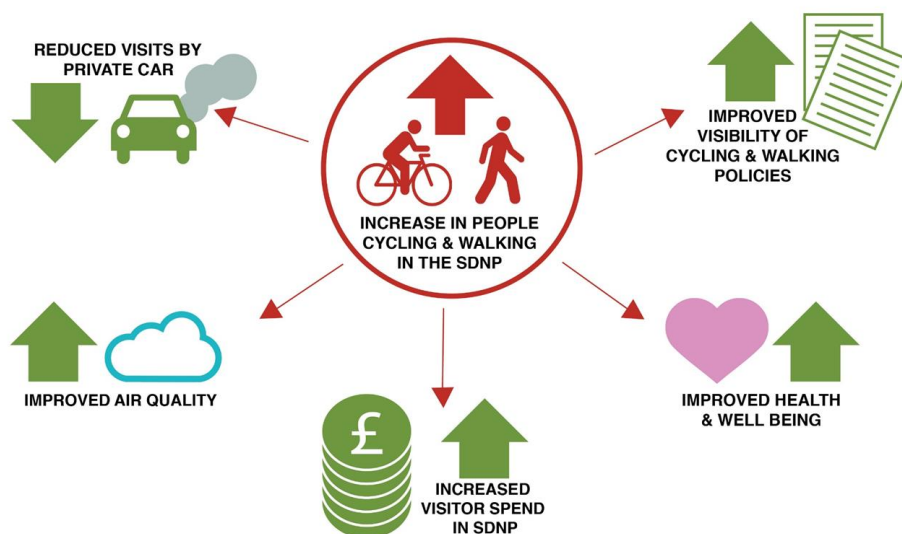 REDUCED VISITS BY
PRIVATE CAR
INCREASE IN PEOPLE
CYCLING & WALKING
IN THE SDNP
IMPROVED
VISIBILITY OF
CYCLING & WALKING
POLICIES
IMPROVED AIR QUALITY
£
INCREASED
VISITOR SPEND
IN SDNP
IMPROVED HEALTH
& WELL BEING